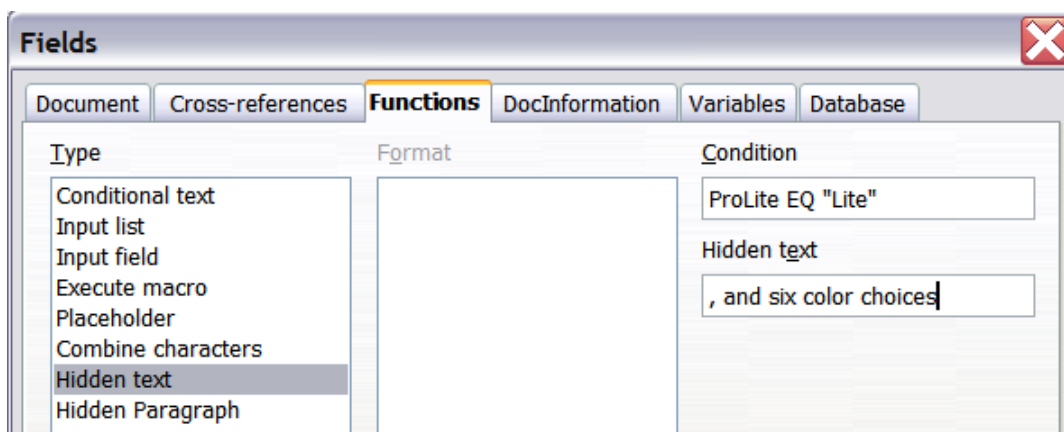 Fields
Document Cross-references Functions DocInformation Variables Database
Type
Conditional text
Input list
Input field
Execute macro
Placeholder
Combine characters
Hidden text
Hidden Paragraph
Format
Condition
ProLite EQ "Lite"
Hidden text
, and six color choices